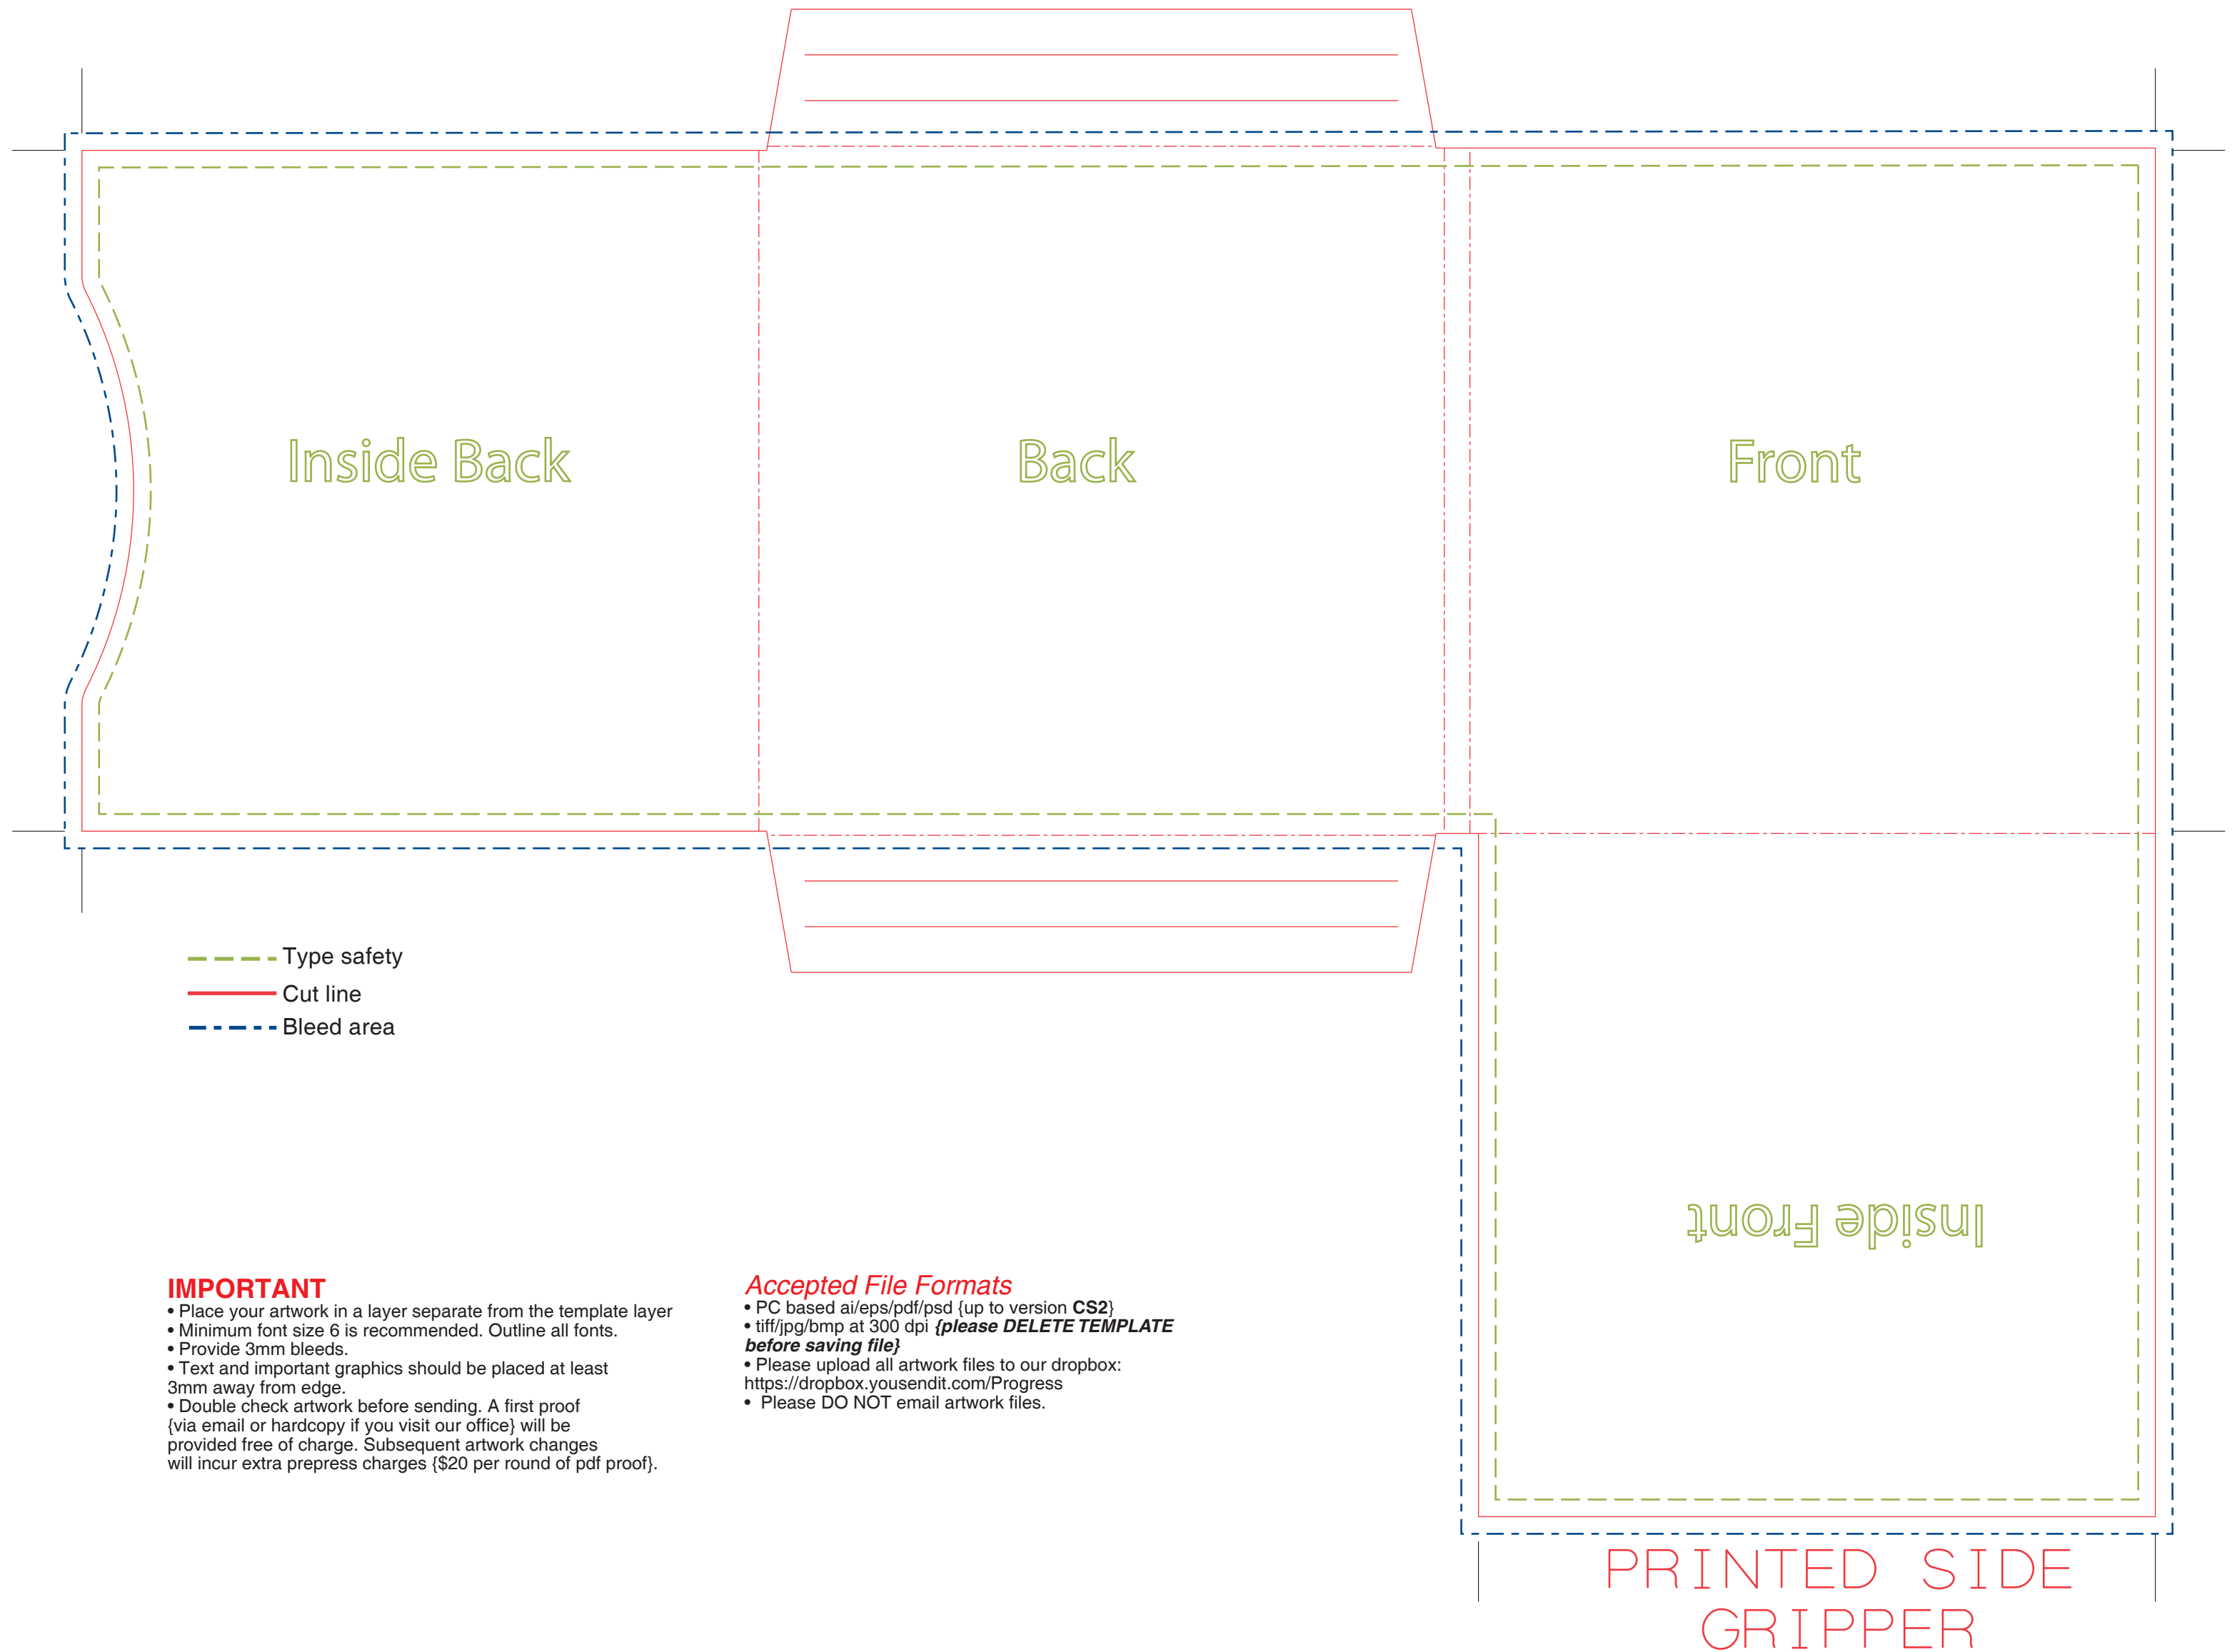 Inside Back
Back
Front
Type safety
Cut line
Bleed area
Inside Front
IMPORTANT
• Place your artwork in a layer separate from the template layer
• Minimum font size 6 is recommended. Outline all fonts.
• Provide 3mm bleeds.
• Text and important graphics should be placed at least
3mm away from edge.
• Double check artwork before sending. A first proof
{via email or hardcopy if you visit our office} will be
provided free of charge. Subsequent artwork changes
will incur extra prepress charges {$20 per round of pdf proof}.
Accepted File Formats
• PC based ai/eps/pdf/psd {up to version CS2}
• tiff/jpg/bmp at 300 dpi {please DELETE TEMPLATE
before saving file}
• Please upload all artwork files to our dropbox:
https://dropbox.yousendit.com/Progress
• Please DO NOT email artwork files.
PRINTED SIDE
GRIPPER